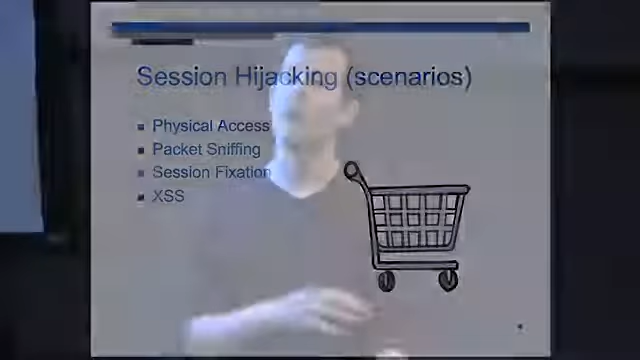 Session Hijacking (scenarios)
Physical Access
Packet Sniffing
Session Fixation
XSS